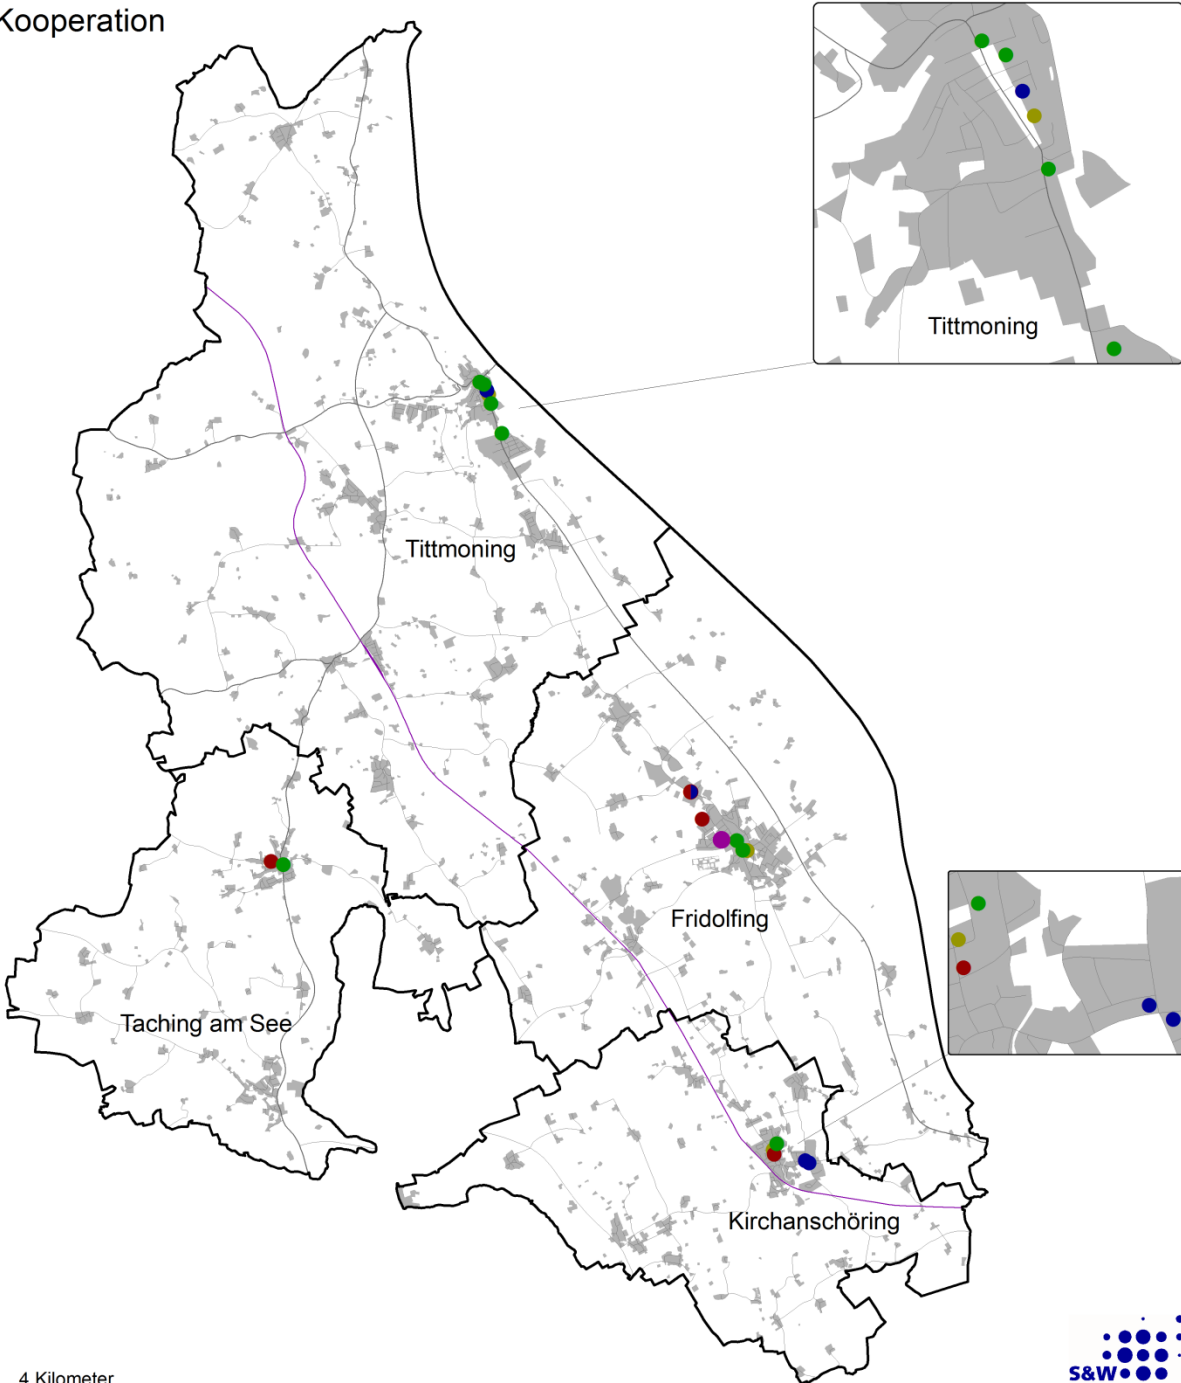 Kooperation
Tittmoning
Tittmoning
Fridolfing
Taching am See
Kirchanschöring
S&W
4 Kilometer